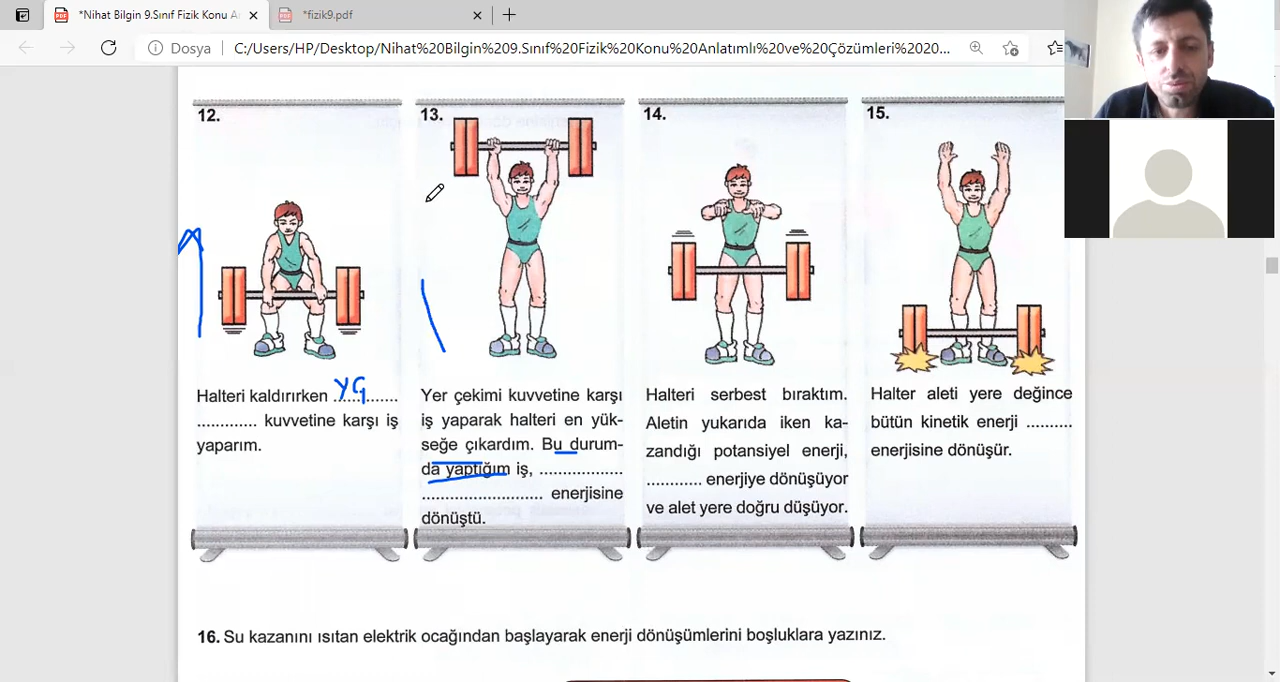 *Nihat Bilgin 9.Sınıf Fizik Konu A
*fizik9.pdf
Dosya
C:/Users/HP/Desktop/Nihat%20Bilgin%209.Sınıf%20Fizik%20Konu%20Anlatımlı%20ve%20Çözümleri%2020...
12.
Halteri kaldırırken YÇ
............. kuvvetine karşı iş
yaparım.
13.
Yer çekimi kuvvetine karşı
iş yaparak halteri en yük-
seğe çıkardım. Bu durum-
da yaptığım iş, ..................
.......................... enerjisine
dönüştü.
14.
Halteri serbest bıraktım.
Aletin yukarıda iken ka-
zandığı potansiyel enerji,
............ enerjiye dönüşüyor
ve alet yere doğru düşüyor.
15.
Halter aleti yere değince
bütün kinetik enerji ..........
enerjisine dönüşür.
16. Su kazanını ısıtan elektrik ocağından başlayarak enerji dönüşümlerini boşluklara yazınız.